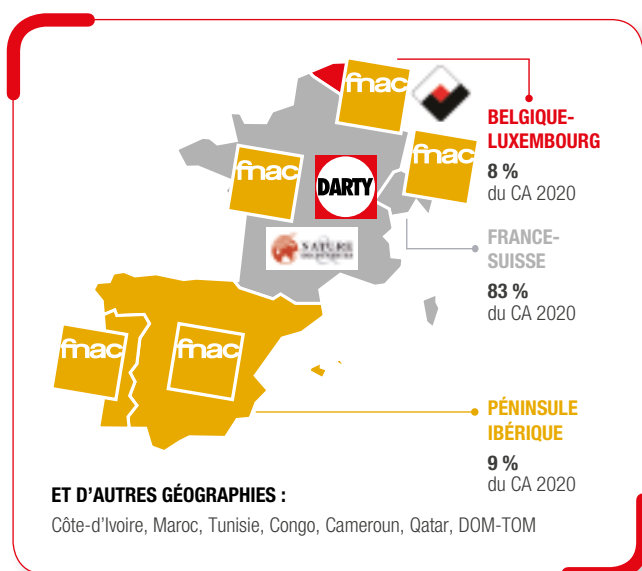 fnac
BELGIQUE-
LUXEMBOURG
8 %
du CA 2020
fnac
fnac
DARTY
NATURE
FRANCE-
SUISSE
83 %
du CA 2020
fnac
fnac
PÉNINSULE
IBÉRIQUE
9 %
du CA 2020
ET D'AUTRES GÉOGRAPHIES :
Côte-d'Ivoire, Maroc, Tunisie, Congo, Cameroun, Qatar, DOM-TOM